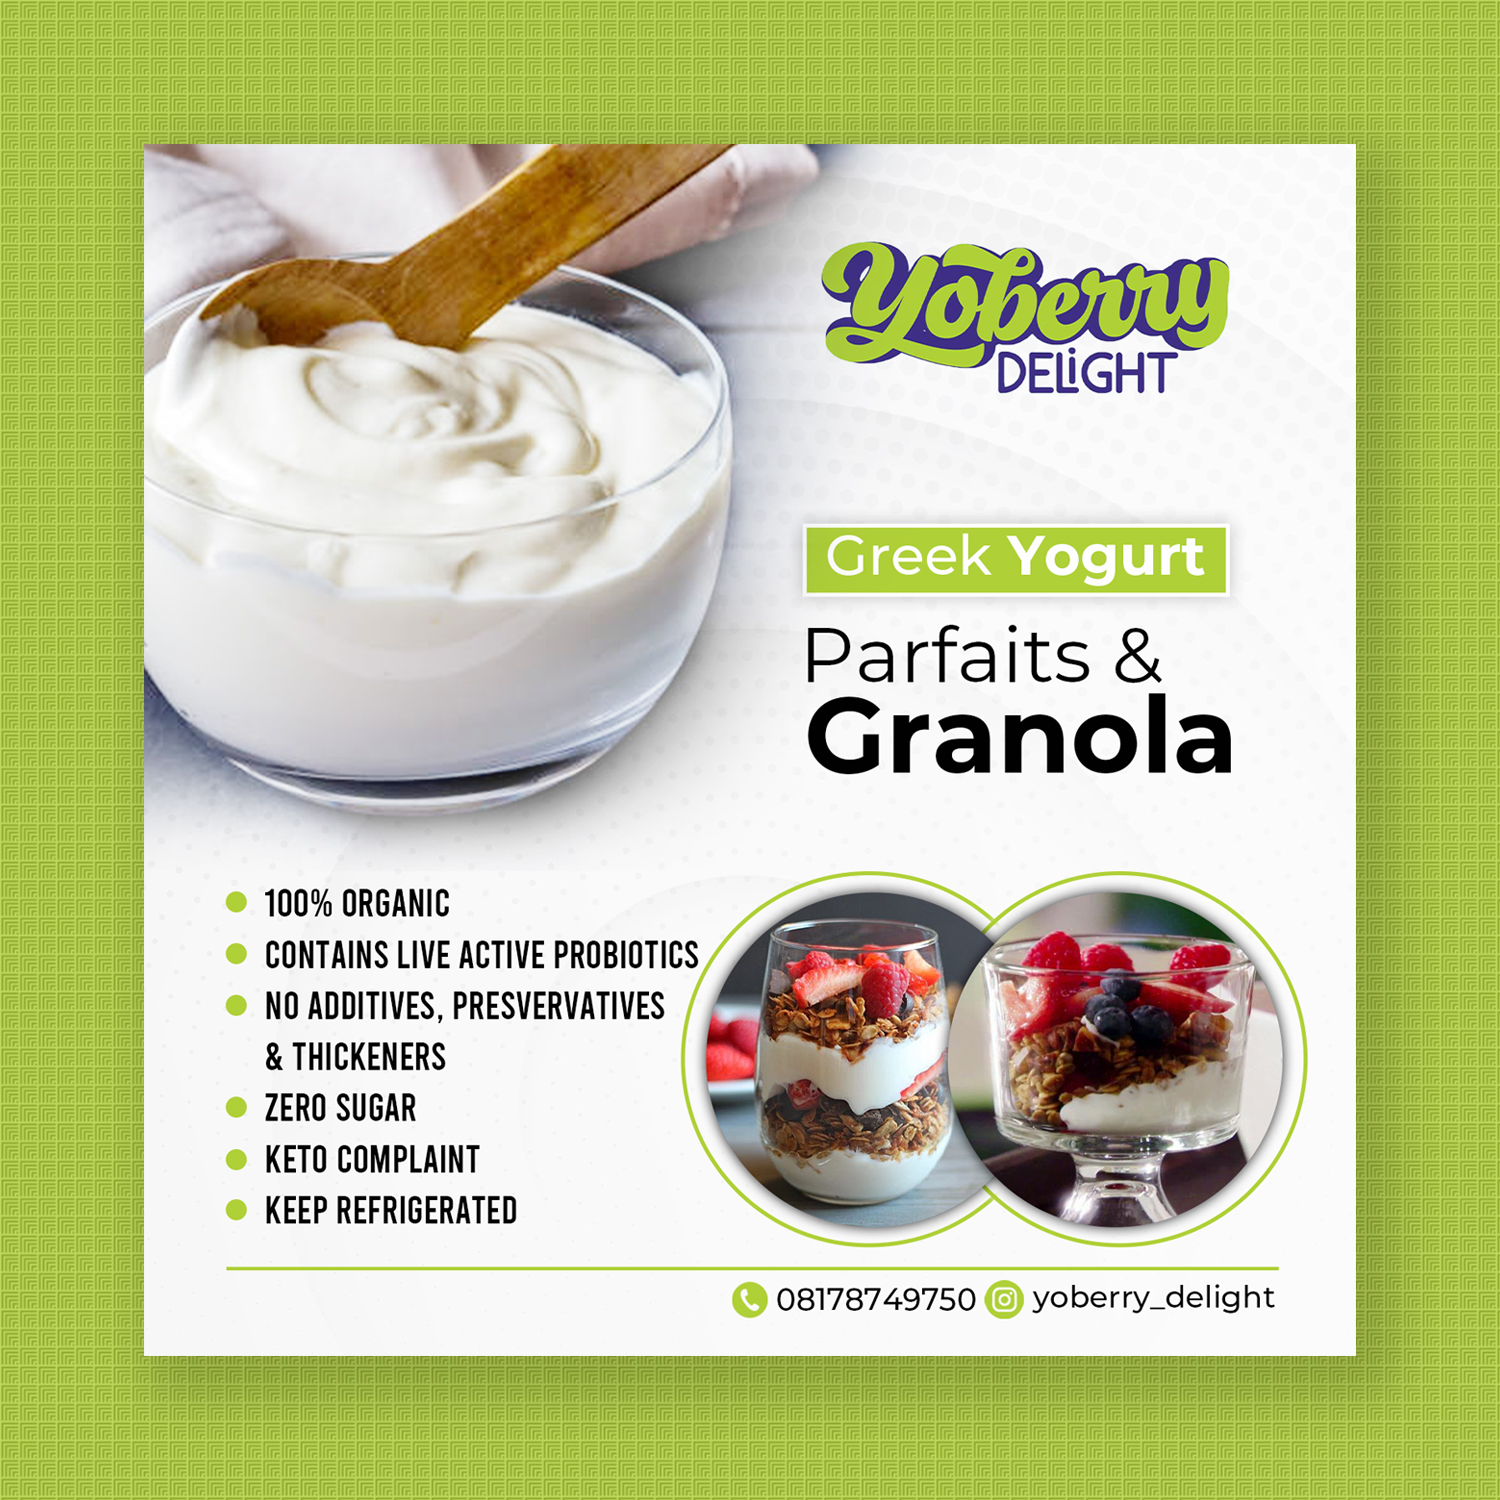 Yoberry
DELiGHT
Greek Yogurt
Parfaits &
Granola
100% ORGANIC
CONTAINS LIVE ACTIVE PROBIOTICS
NO ADDITIVES, PRESVERVATIVES
& THICKENERS
ZERO SUGAR
KETO COMPLAINT
KEEP REFRIGERATED
08178749750 yoberry_delight